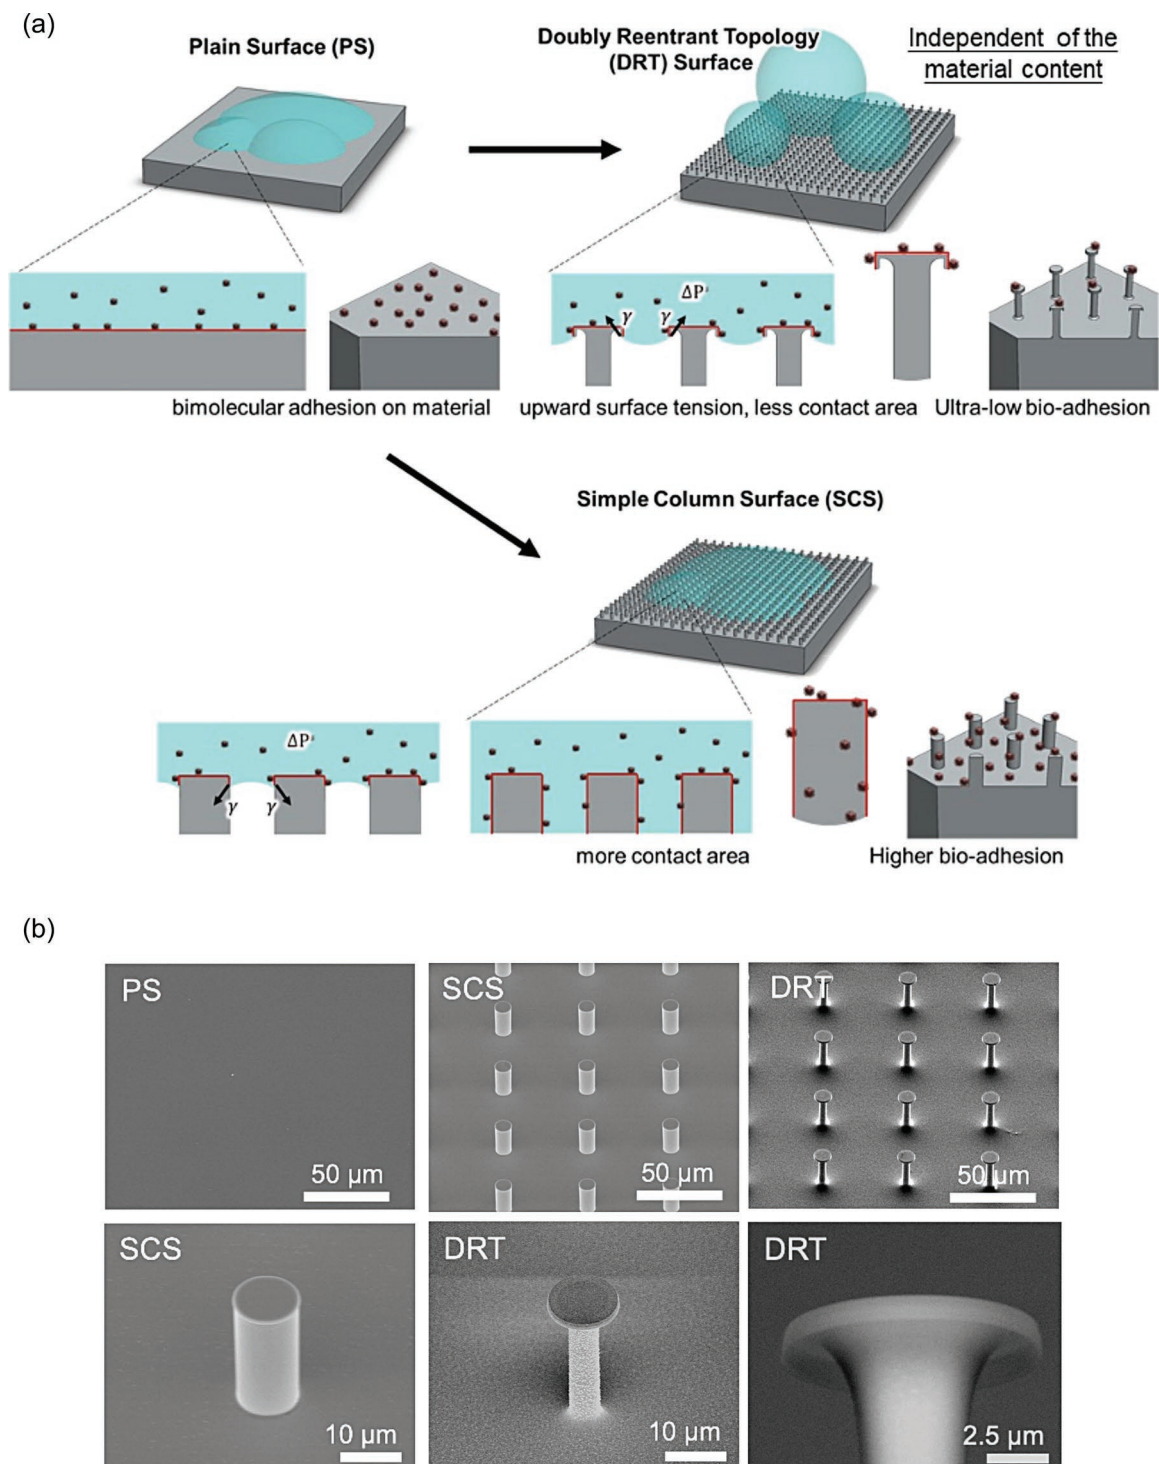 (a)
Plain Surface (PS)
Doubly Reentrant Topology
(DRT) Surface
Independent of the
material content
ΔP
γ
γ
bimolecular adhesion on material
upward surface tension, less contact area
Ultra-low bio-adhesion
Simple Column Surface (SCS)
ΔP
γ
γ
more contact area
Higher bio-adhesion
(b)
PS
50 μm
SCS
50 μm
DRT
50 μm
SCS
10 μm
DRT
10 μm
DRT
2.5 μm